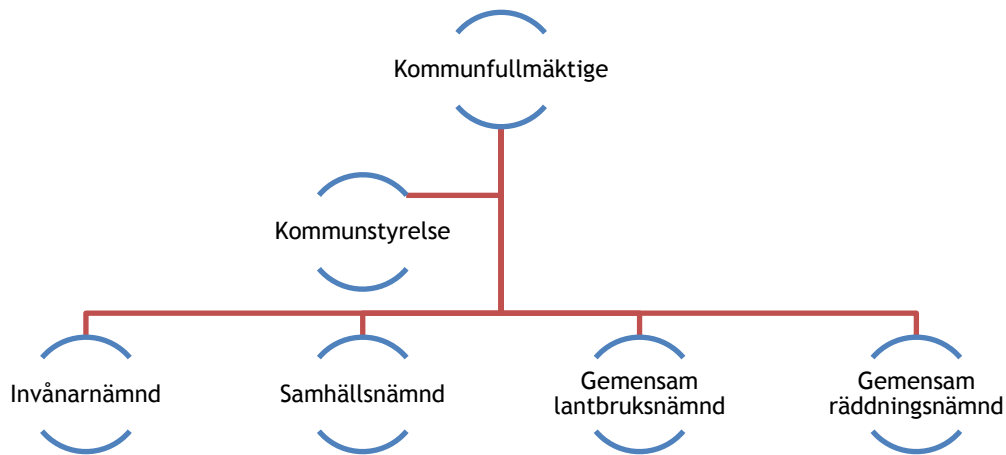 Kommunfullmäktige
Kommunstyrelse
Invånarnämnd
Samhällsnämnd
Gemensam
lantbruksnämnd
Gemensam
räddningsnämnd